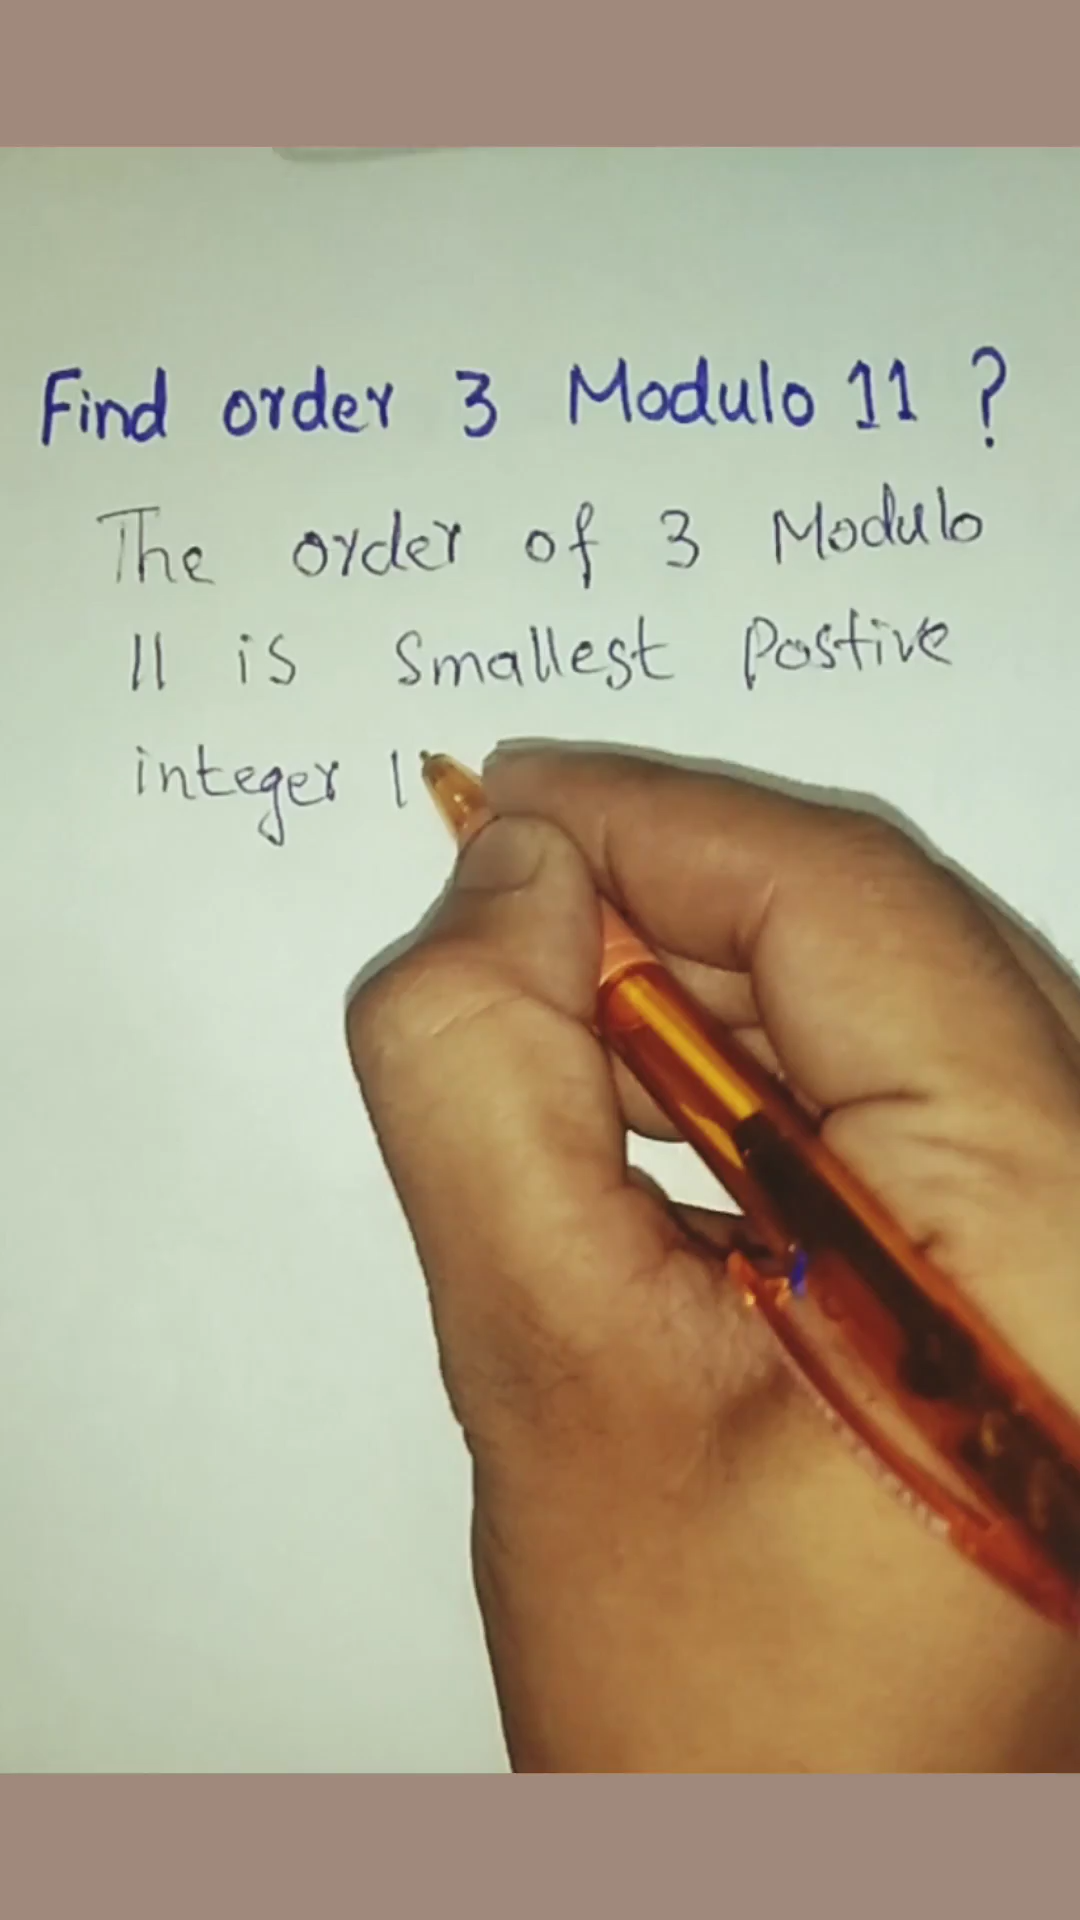 Find order 3 Modulo 11 ?
The order of 3 Modulo
11 is Smallest Postive
integer